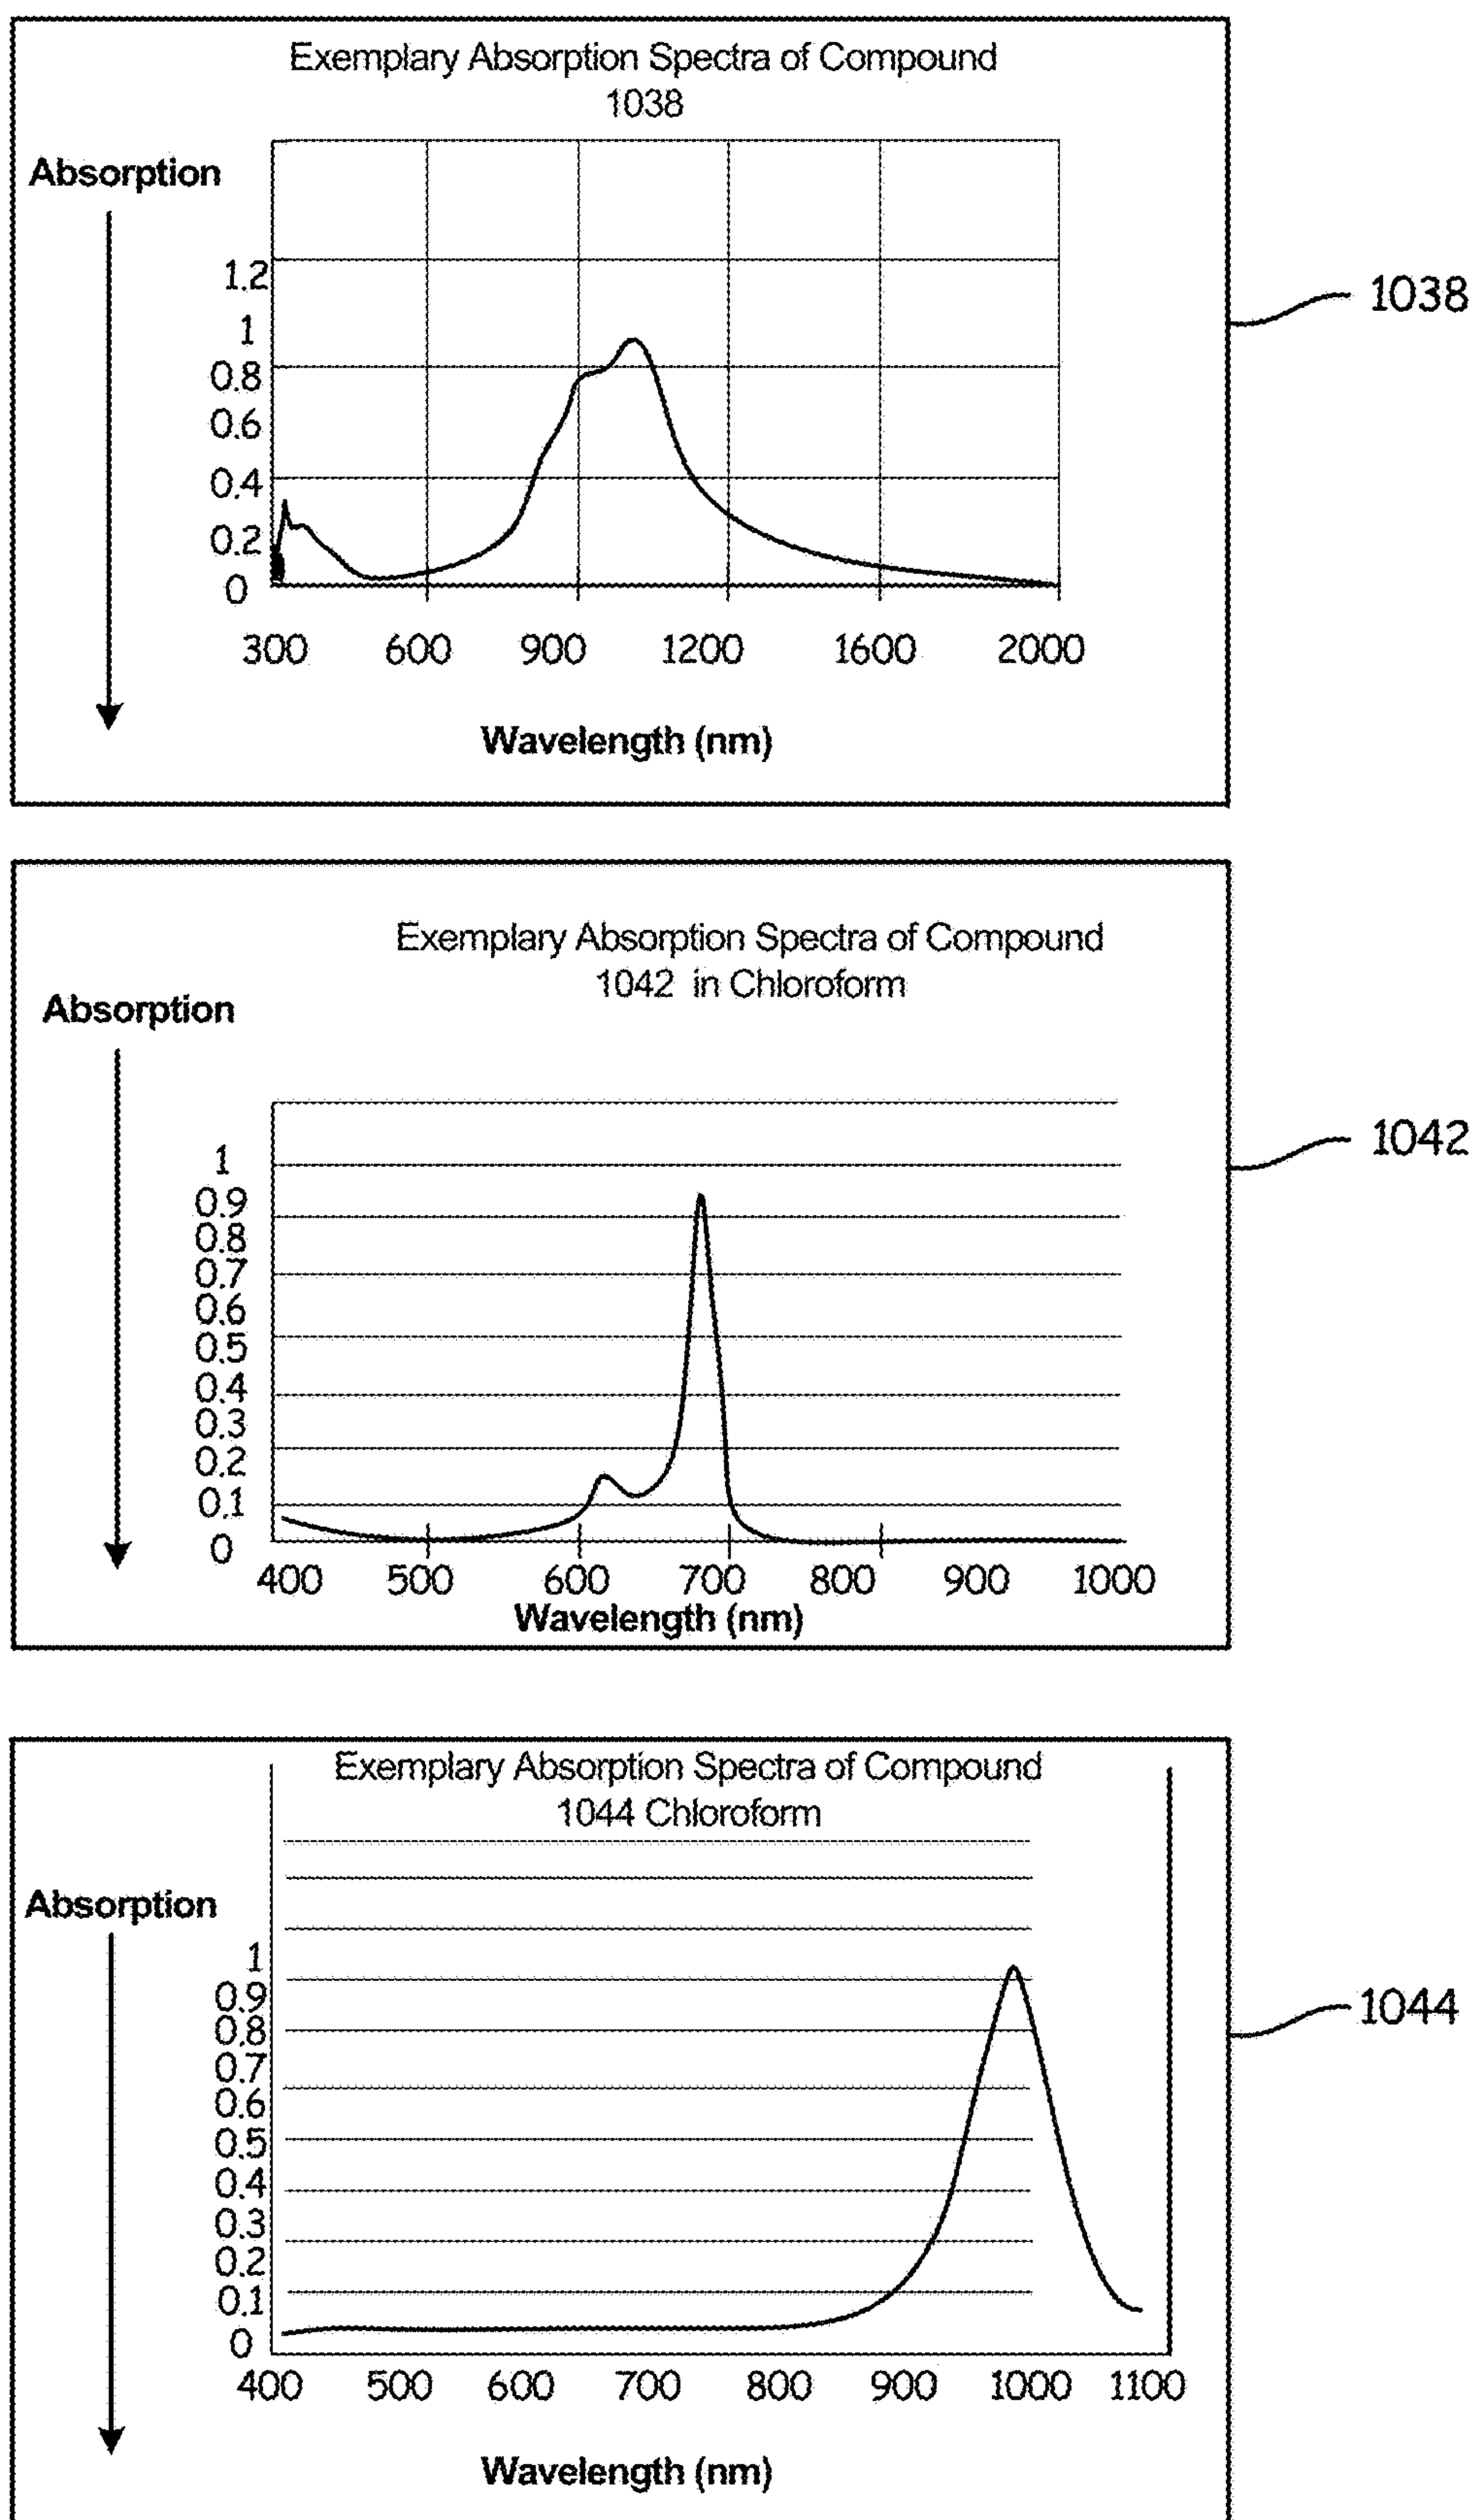 Exemplary Absorption Spectra of Compound
1038
Absorption
1.2
1
0.8
0.6
0.4
0.2
0
300 600 900 1200 1600 2000
Wavelength (nm)
1038
Exemplary Absorption Spectra of Compound
1042 in Chloroform
Absorption
1
0.9
0.8
0.7
0.6
0.5
0.4
0.3
0.2
0.1
0
400 500 600 700 800 900 1000
Wavelength (nm)
1042
Exemplary Absorption Spectra of Compound
1044 Chloroform
Absorption
1
0.9
0.8
0.7
0.6
0.5
0.4
0.3
0.2
0.1
0
400 500 600 700 800 900 1000 1100
Wavelength (nm)
1044